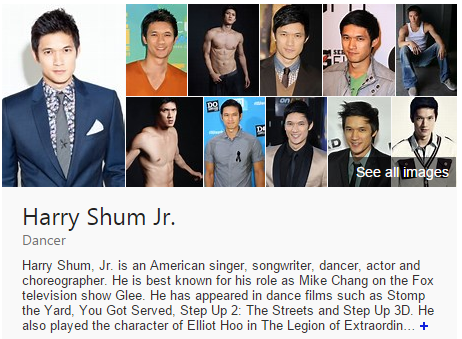 See all images
Harry Shum Jr.
Dancer
Harry Shum, Jr. is an American singer, songwriter, dancer, actor and
choreographer. He is best known for his role as Mike Chang on the Fox
television show Glee. He has appeared in dance films such as Stomp
the Yard, You Got Served, Step Up 2: The Streets and Step Up 3D. He
also played the character of Elliot Hoo in The Legion of Extraordin... +